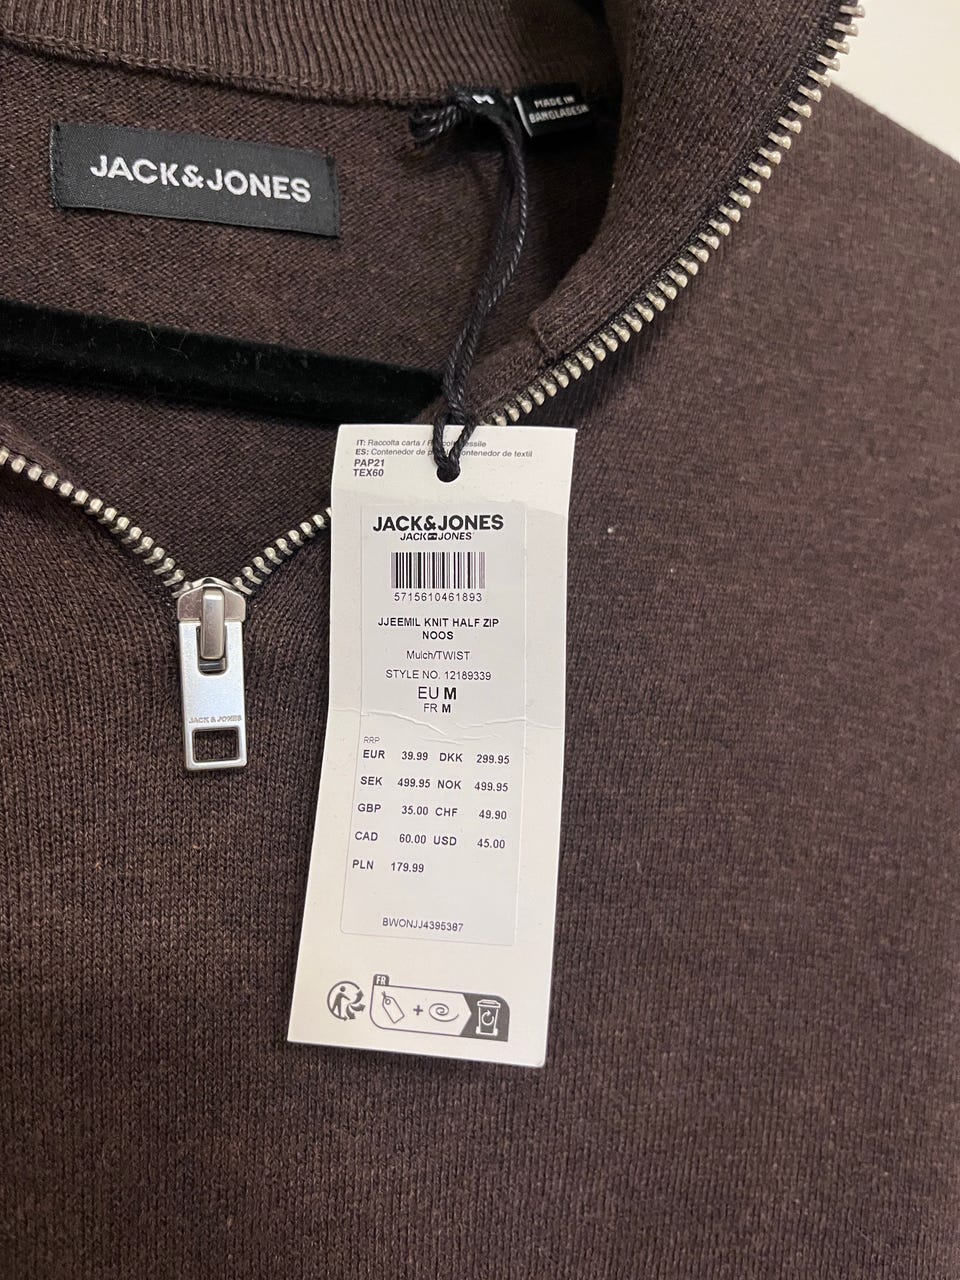 JACK&JONES
M
MADE IN
BANGLADESH
IT: Raccolta carta /
ES: Contenedor de contenedor de textil
PAP21
TEX60
JACK&JONES
JACK JONES
5715610461893
JJEEMIL KNIT HALF ZIP
NOOS
Mulch/TWIST
STYLE NO. 12189339
EU M
FR M
RRP
EUR 39.99 DKK 299.95
SEK 499.95 NOK 499.95
GBP 35.00 CHF 49.90
CAD 60.00 USD 45.00
PLN 179.99
BWONJJ4395387
FR
+
JACK & JONES